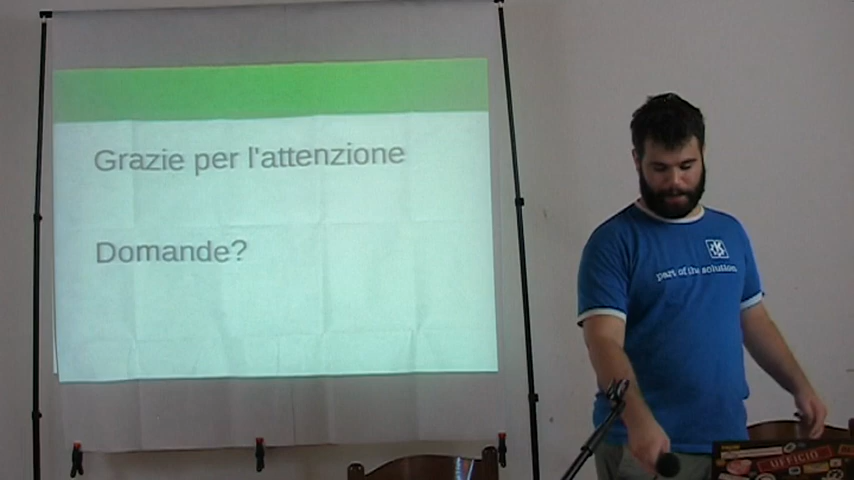 Grazie per l'attenzione
Domande?
part of the solution
UFFICIO